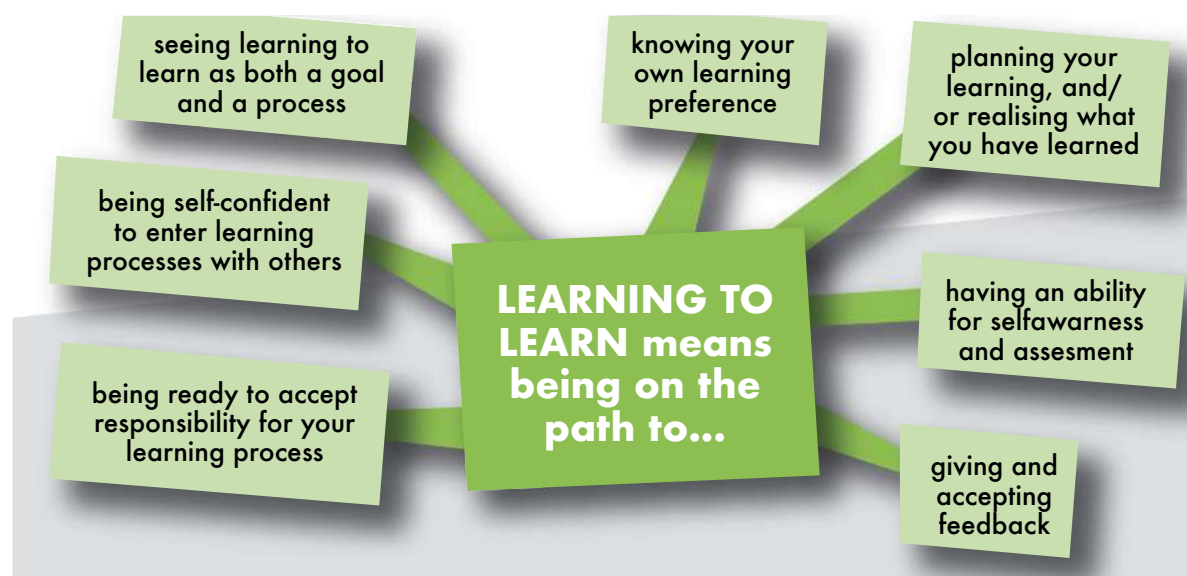 seeing learning to
learn as both a goal
and a process
knowing your
own learning
preference
planning your
learning, and/
or realising what
you have learned
being self-confident
to enter learning
processes with others
LEARNING TO
LEARN means
being on the
path to...
having an ability
for selfawarness
and assesment
being ready to accept
responsibility for your
learning process
giving and
accepting
feedback